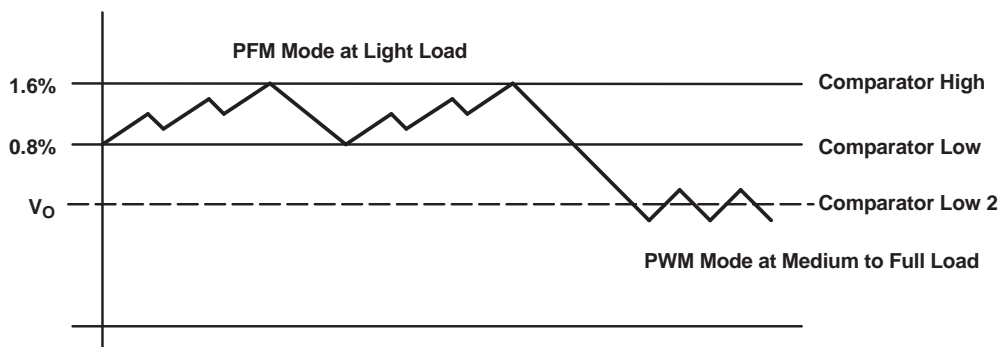 PFM Mode at Light Load
1.6%
Comparator High
0.8%
Comparator Low
VO
Comparator Low 2
PWM Mode at Medium to Full Load